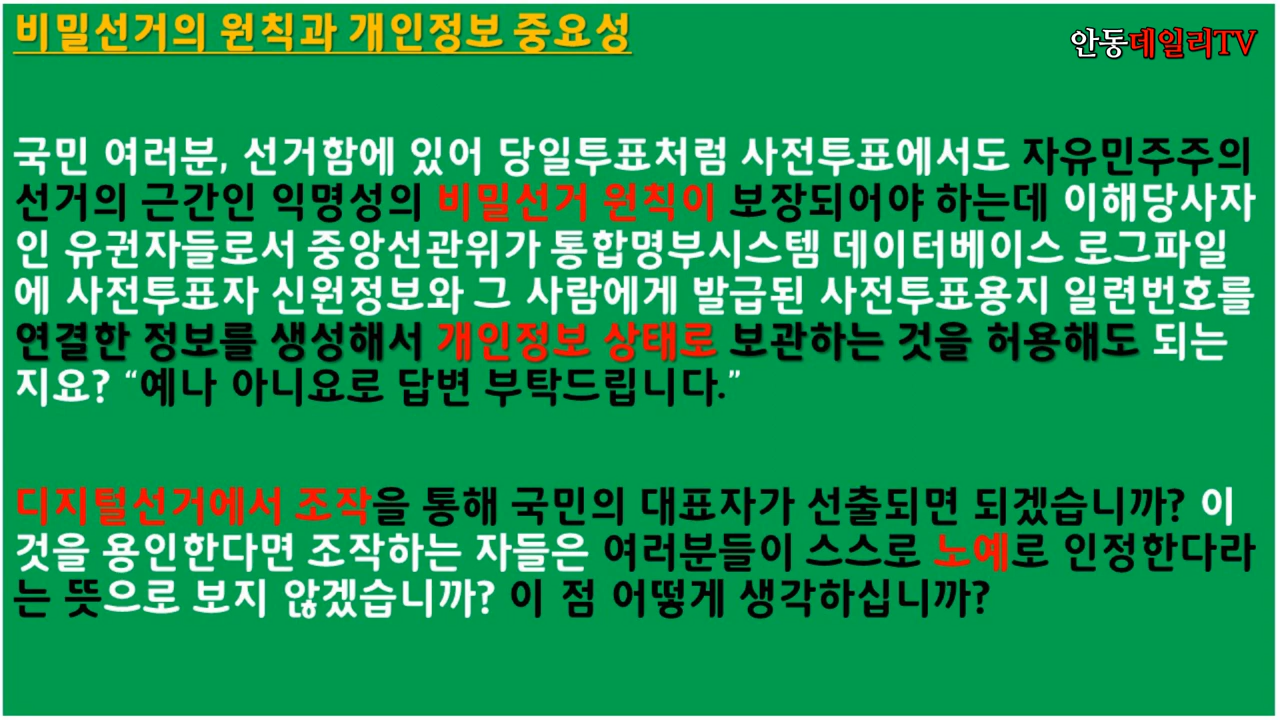 비밀선거의 원칙과 개인정보 중요성
안동데일리TV
국민 여러분, 선거함에 있어 당일투표처럼 사전투표에서도 자유민주주의
선거의 근간인 익명성의 비밀선거 원칙이 보장되어야 하는데 이해당사자
인 유권자들로서 중앙선관위가 통합명부시스템 데이터베이스 로그파일
에 사전투표자 신원정보와 그 사람에게 발급된 사전투표용지 일련번호를
연결한 정보를 생성해서 개인정보 상태로 보관하는 것을 허용해도 되는
지요? “예나 아니요로 답변 부탁드립니다.”
디지털선거에서 조작을 통해 국민의 대표자가 선출되면 되겠습니까? 이
것을 용인한다면 조작하는 자들은 여러분들이 스스로 노예로 인정한다라
는 뜻으로 보지 않겠습니까? 이 점 어떻게 생각하십니까?